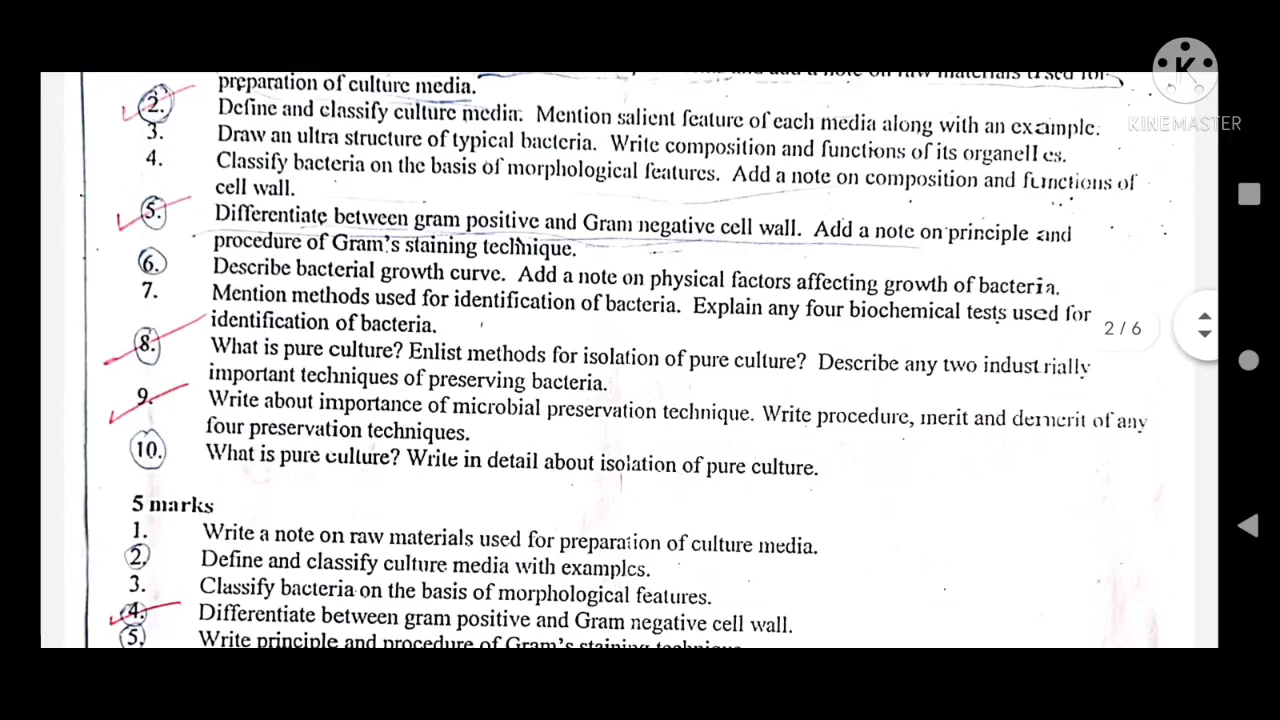 preparation of culture media.
2. Define and classify culture media. Mention salient feature of each media along with an example.
3. Draw an ultra structure of typical bacteria. Write composition and functions of its organelles.
4. Classify bacteria on the basis of morphological features. Add a note on composition and functions of
cell wall.
5. Differentiate between gram positive and Gram negative cell wall. Add a note on principle and
procedure of Gram's staining technique.
6. Describe bacterial growth curve. Add a note on physical factors affecting growth of bacteria.
7. Mention methods used for identification of bacteria. Explain any four biochemical tests used for
identification of bacteria.
8. What is pure culture? Enlist methods for isolation of pure culture? Describe any two industrially
important techniques of preserving bacteria.
9. Write about importance of microbial preservation technique. Write procedure, merit and demerit of any
four preservation techniques.
10. What is pure culture? Write in detail about isolation of pure culture.
5 marks
1. Write a note on raw materials used for preparation of culture media.
2. Define and classify culture media with examples.
3. Classify bacteria on the basis of morphological features.
4. Differentiate between gram positive and Gram negative cell wall.
5. Write principle and procedure of Gram's staining technique
K
KINEMASTER
2 / 6